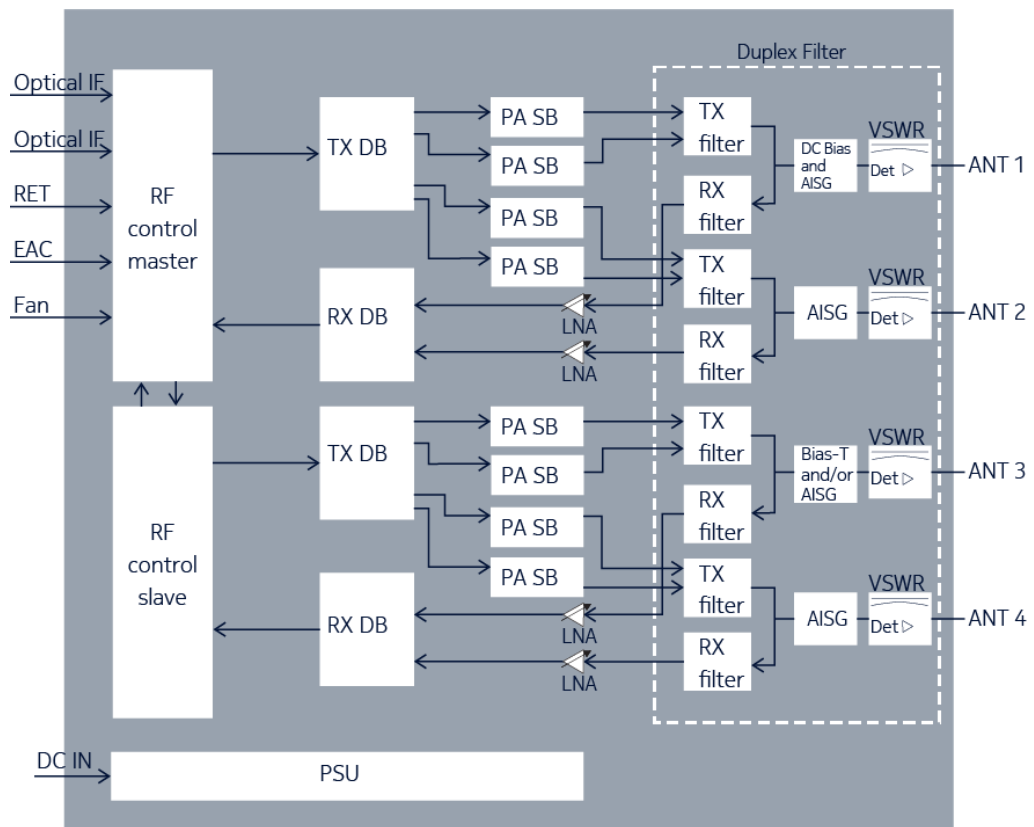 Duplex Filter
Optical IF
Optical IF
RET
EAC
Fan
RF
control
master
TX DB
PA SB
PA SB
PA SB
PA SB
TX
filter
RX
filter
DC Bias
and
AISG
VSWR
Det
ANT 1
RX DB
LNA
LNA
TX
filter
RX
filter
AISG
VSWR
Det
ANT 2
RF
control
slave
TX DB
PA SB
PA SB
PA SB
PA SB
TX
filter
RX
filter
Bias-T
and/or
AISG
VSWR
Det
ANT 3
RX DB
LNA
LNA
TX
filter
RX
filter
AISG
VSWR
Det
ANT 4
DC IN
PSU